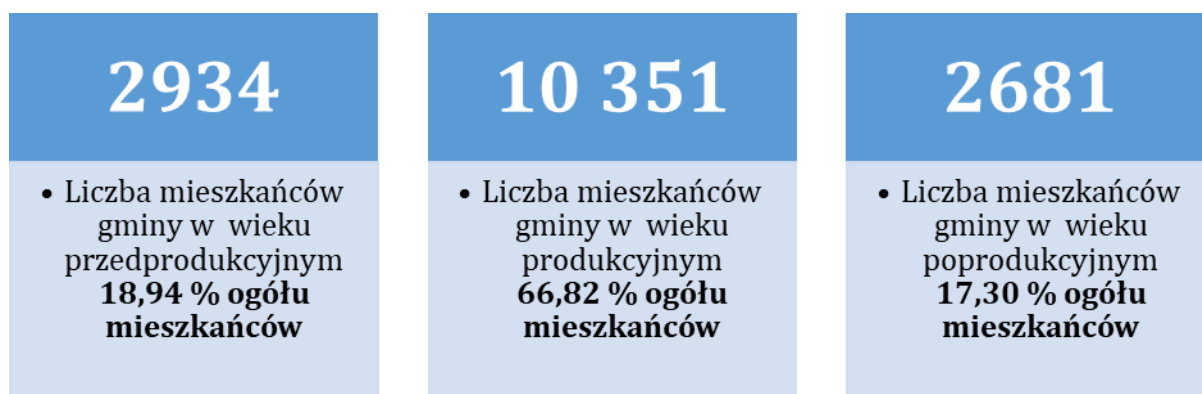 2934
• Liczba mieszkańców
gminy w wieku
przedprodukcyjnym
18,94 % ogółu
mieszkańców
10 351
• Liczba mieszkańców
gminy w wieku
produkcyjnym
66,82 % ogółu
mieszkańców
2681
• Liczba mieszkańców
gminy w wieku
poprodukcyjnym
17,30 % ogółu
mieszkańców